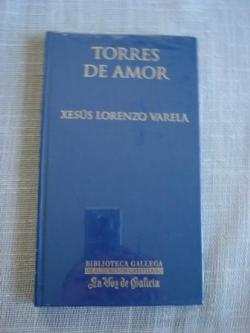 TORRES
DE AMOR
XESÚS LORENZO VARELA
BIBLIOTECA GALLEGA
La Voz de Galicia